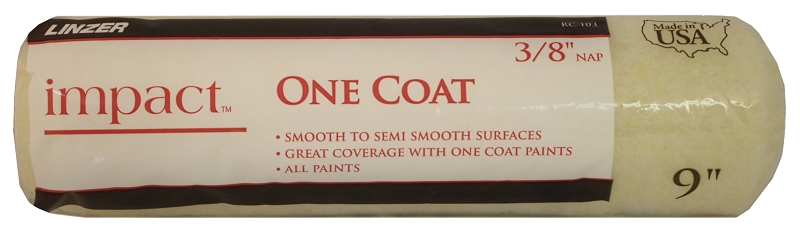 LINZER
RC 103
Made in
USA
3/8" NAP
impact™
ONE COAT
• SMOOTH TO SEMI SMOOTH SURFACES
• GREAT COVERAGE WITH ONE COAT PAINTS
• ALL PAINTS
9"